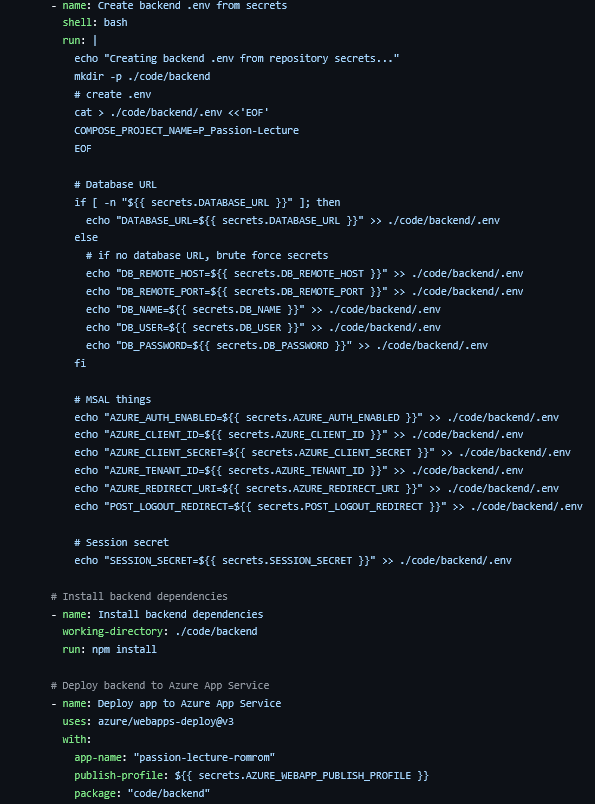 - name: Create backend .env from secrets
shell: bash
run: |
echo "Creating backend .env from repository secrets..."
mkdir -p ./code/backend
# create .env
cat > ./code/backend/.env <<'EOF'
COMPOSE_PROJECT_NAME=P_Passion-Lecture
EOF
# Database URL
if [ -n "${{ secrets.DATABASE_URL }}" ]; then
echo "DATABASE_URL=${{ secrets.DATABASE_URL }}" >> ./code/backend/.env
else
# if no database URL, brute force secrets
echo "DB_REMOTE_HOST=${{ secrets.DB_REMOTE_HOST }}" >> ./code/backend/.env
echo "DB_REMOTE_PORT=${{ secrets.DB_REMOTE_PORT }}" >> ./code/backend/.env
echo "DB_NAME=${{ secrets.DB_NAME }}" >> ./code/backend/.env
echo "DB_USER=${{ secrets.DB_USER }}" >> ./code/backend/.env
echo "DB_PASSWORD=${{ secrets.DB_PASSWORD }}" >> ./code/backend/.env
fi
# MSAL things
echo "AZURE_AUTH_ENABLED=${{ secrets.AZURE_AUTH_ENABLED }}" >> ./code/backend/.env
echo "AZURE_CLIENT_ID=${{ secrets.AZURE_CLIENT_ID }}" >> ./code/backend/.env
echo "AZURE_CLIENT_SECRET=${{ secrets.AZURE_CLIENT_SECRET }}" >> ./code/backend/.env
echo "AZURE_TENANT_ID=${{ secrets.AZURE_TENANT_ID }}" >> ./code/backend/.env
echo "AZURE_REDIRECT_URI=${{ secrets.AZURE_REDIRECT_URI }}" >> ./code/backend/.env
echo "POST_LOGOUT_REDIRECT=${{ secrets.POST_LOGOUT_REDIRECT }}" >> ./code/backend/.env
# Session secret
echo "SESSION_SECRET=${{ secrets.SESSION_SECRET }}" >> ./code/backend/.env
# Install backend dependencies
- name: Install backend dependencies
working-directory: ./code/backend
run: npm install
# Deploy backend to Azure App Service
- name: Deploy app to Azure App Service
uses: azure/webapps-deploy@v3
with:
app-name: "passion-lecture-romrom"
publish-profile: ${{ secrets.AZURE_WEBAPP_PUBLISH_PROFILE }}
package: "code/backend"